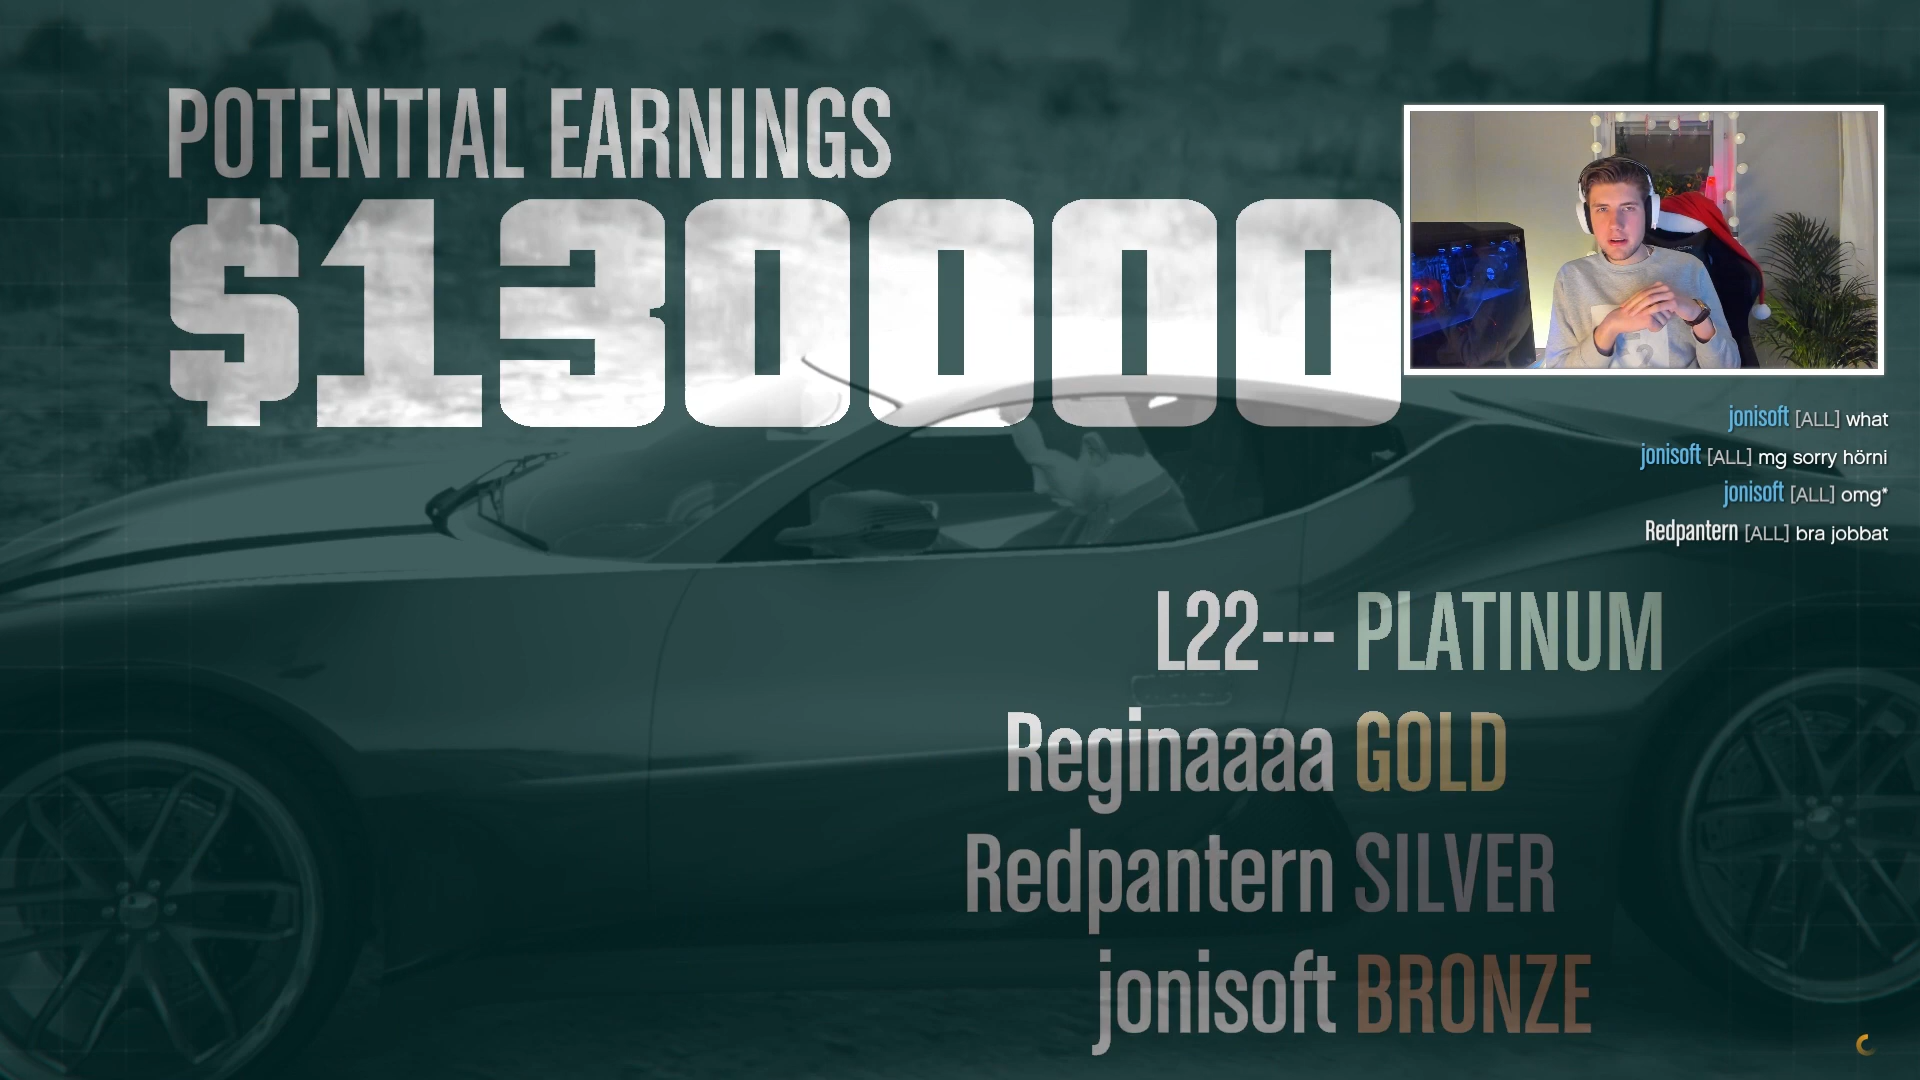 POTENTIAL EARNINGS
$130000
jonisoft [ALL] what
jonisoft [ALL] mg sorry hörni
jonisoft [ALL] omg*
Redpantern [ALL] bra jobbat
L22--- PLATINUM
Reginaaaa GOLD
Redpantern SILVER
jonisoft BRONZE